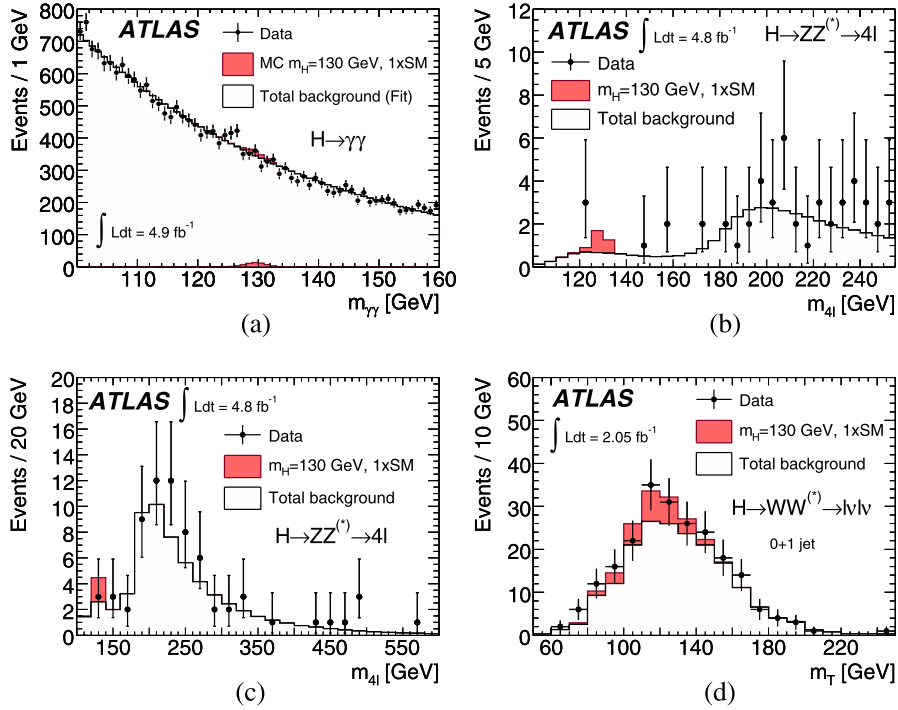 ATLAS
Data
MC m_H=130 GeV, 1xSM
Total background (Fit)
H→γγ
∫ Ldt = 4.9 fb⁻¹
Events / 1 GeV
800
700
600
500
400
300
200
100
0
110 120 130 140 150 160
m_γγ [GeV]
(a)
ATLAS ∫ Ldt = 4.8 fb⁻¹ H→ZZ(*)→4l
Data
m_H=130 GeV, 1xSM
Total background
Events / 5 GeV
12
10
8
6
4
2
0
120 140 160 180 200 220 240
m_4l [GeV]
(b)
ATLAS ∫ Ldt = 4.8 fb⁻¹
Data
m_H=130 GeV, 1xSM
Total background
H→ZZ(*)→4l
Events / 20 GeV
20
18
16
14
12
10
8
6
4
2
0
150 250 350 450 550
m_4l [GeV]
(c)
ATLAS
Data
∫ Ldt = 2.05 fb⁻¹
m_H=130 GeV, 1xSM
Total background
H→WW(*)→lνlν
0+1 jet
Events / 10 GeV
60
50
40
30
20
10
0
60 100 140 180 220
m_T [GeV]
(d)